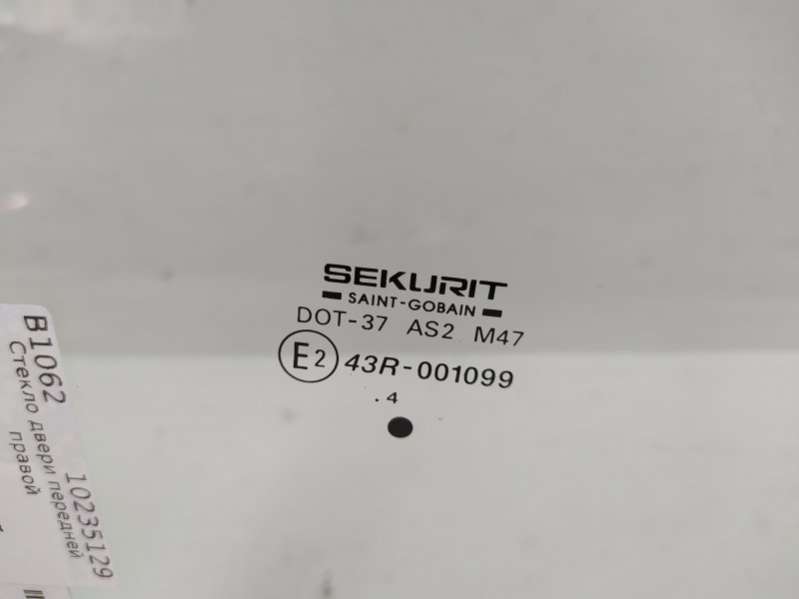 SEKURIT
SAINT-GOBAIN
DOT-37 AS2 M47
E2 43R-001099
.4
B1062
10235129
Стекло двери передней
правой